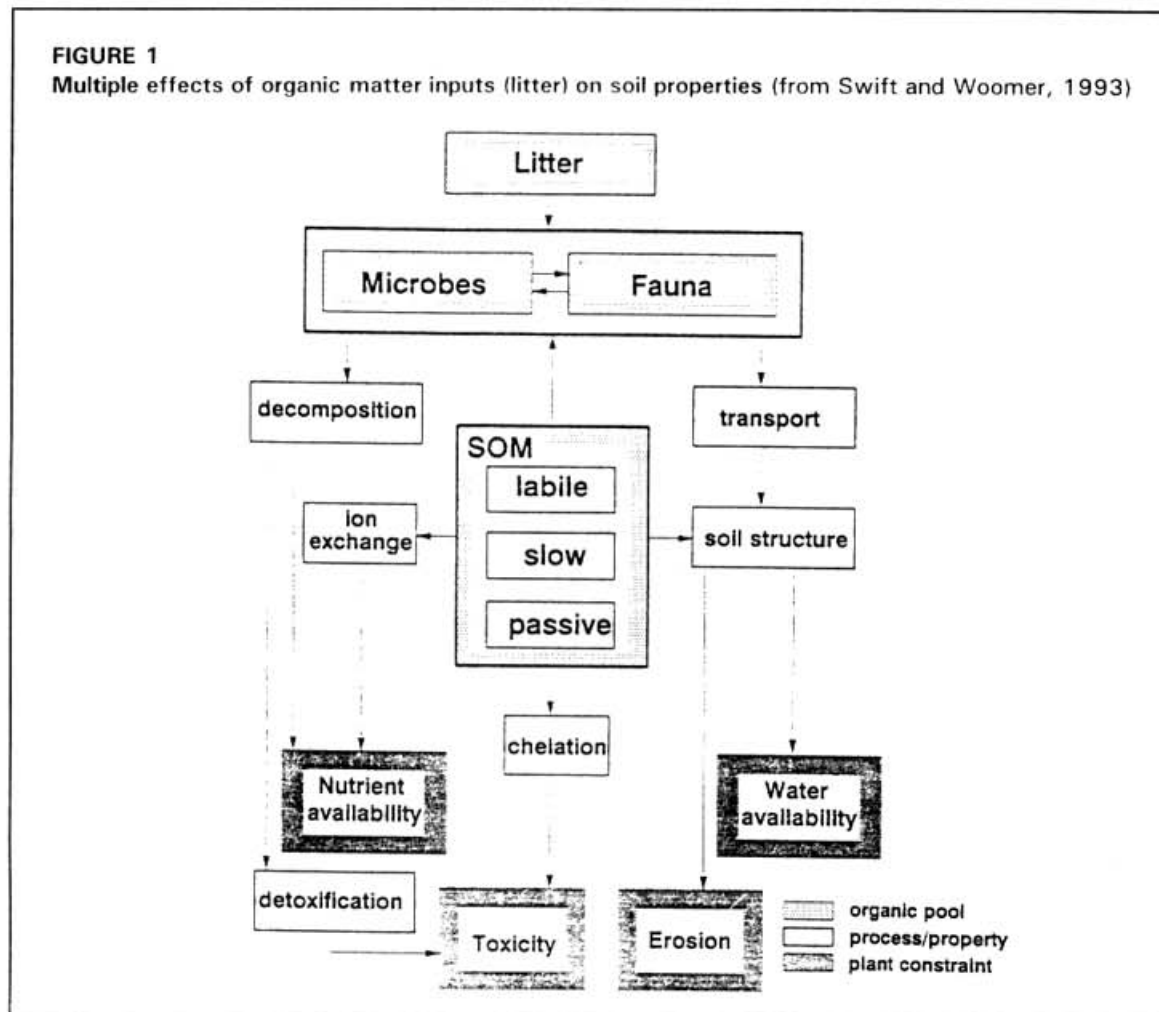 FIGURE 1
Multiple effects of organic matter inputs (litter) on soil properties (from Swift and Woomer, 1993)
Litter
Microbes
Fauna
decomposition
transport
SOM
labile
slow
passive
ion
exchange
soil structure
chelation
Nutrient
availability
Water
availability
detoxification
Toxicity
Erosion
organic pool
process/property
plant constraint